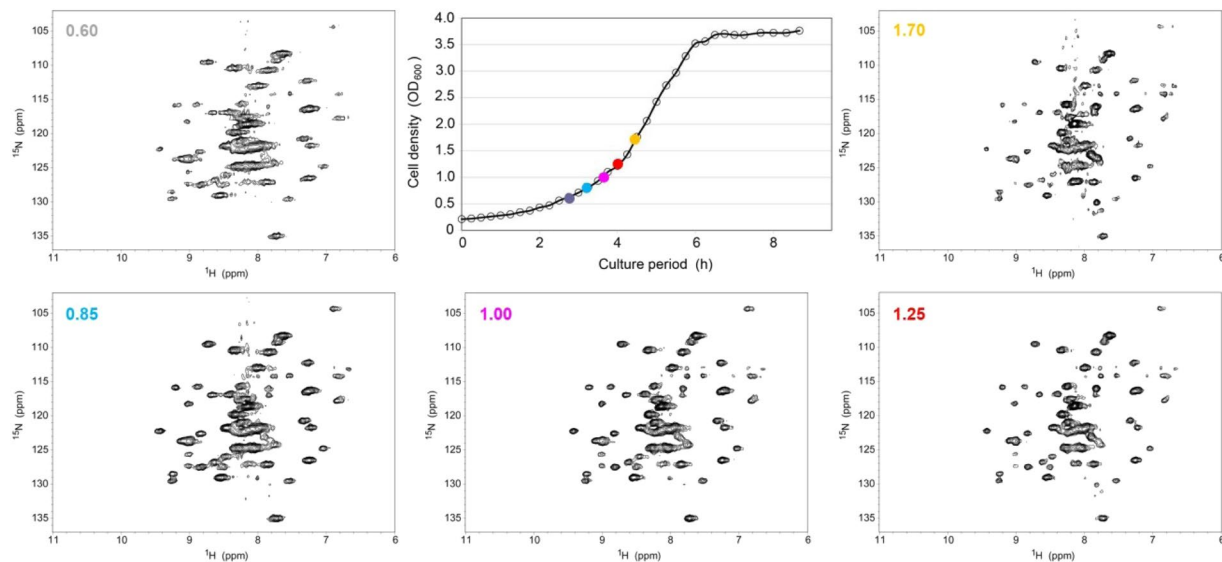 0.60
105
110
115
120
125
130
135
¹⁵N (ppm)
11 10 9 8 7 6
¹H (ppm)
4.0
3.5
3.0
2.5
2.0
1.5
1.0
0.5
0.0
Cell density (OD₆₀₀)
0 2 4 6 8
Culture period (h)
1.70
105
110
115
120
125
130
135
¹⁵N (ppm)
11 10 9 8 7 6
¹H (ppm)
0.85
105
110
115
120
125
130
135
¹⁵N (ppm)
11 10 9 8 7 6
¹H (ppm)
1.00
105
110
115
120
125
130
135
¹⁵N (ppm)
11 10 9 8 7 6
¹H (ppm)
1.25
105
110
115
120
125
130
135
¹⁵N (ppm)
11 10 9 8 7 6
¹H (ppm)